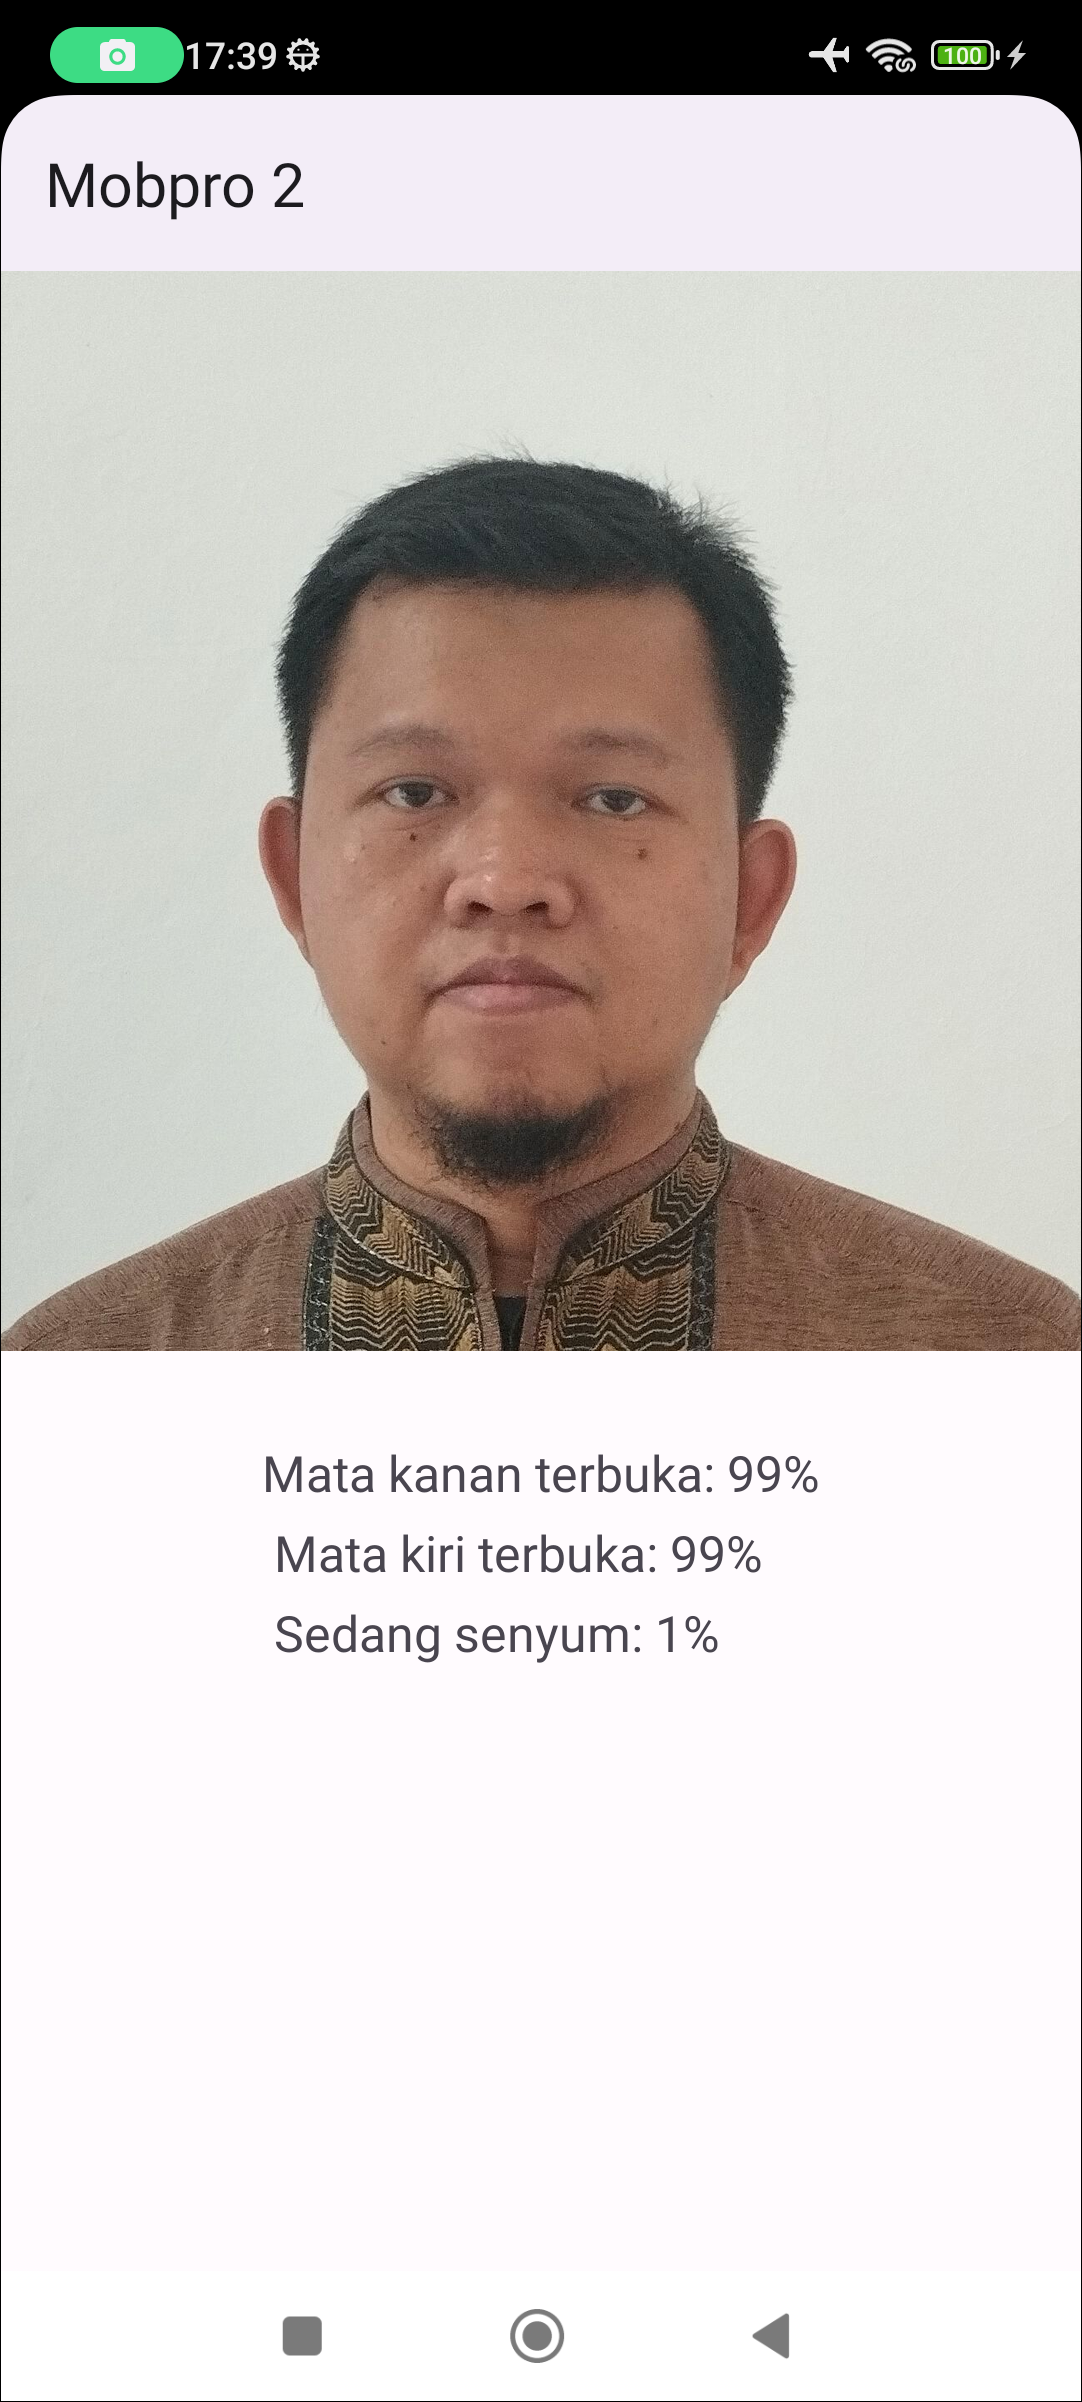 17:39
100
Mobpro 2
Mata kanan terbuka: 99%
Mata kiri terbuka: 99%
Sedang senyum: 1%